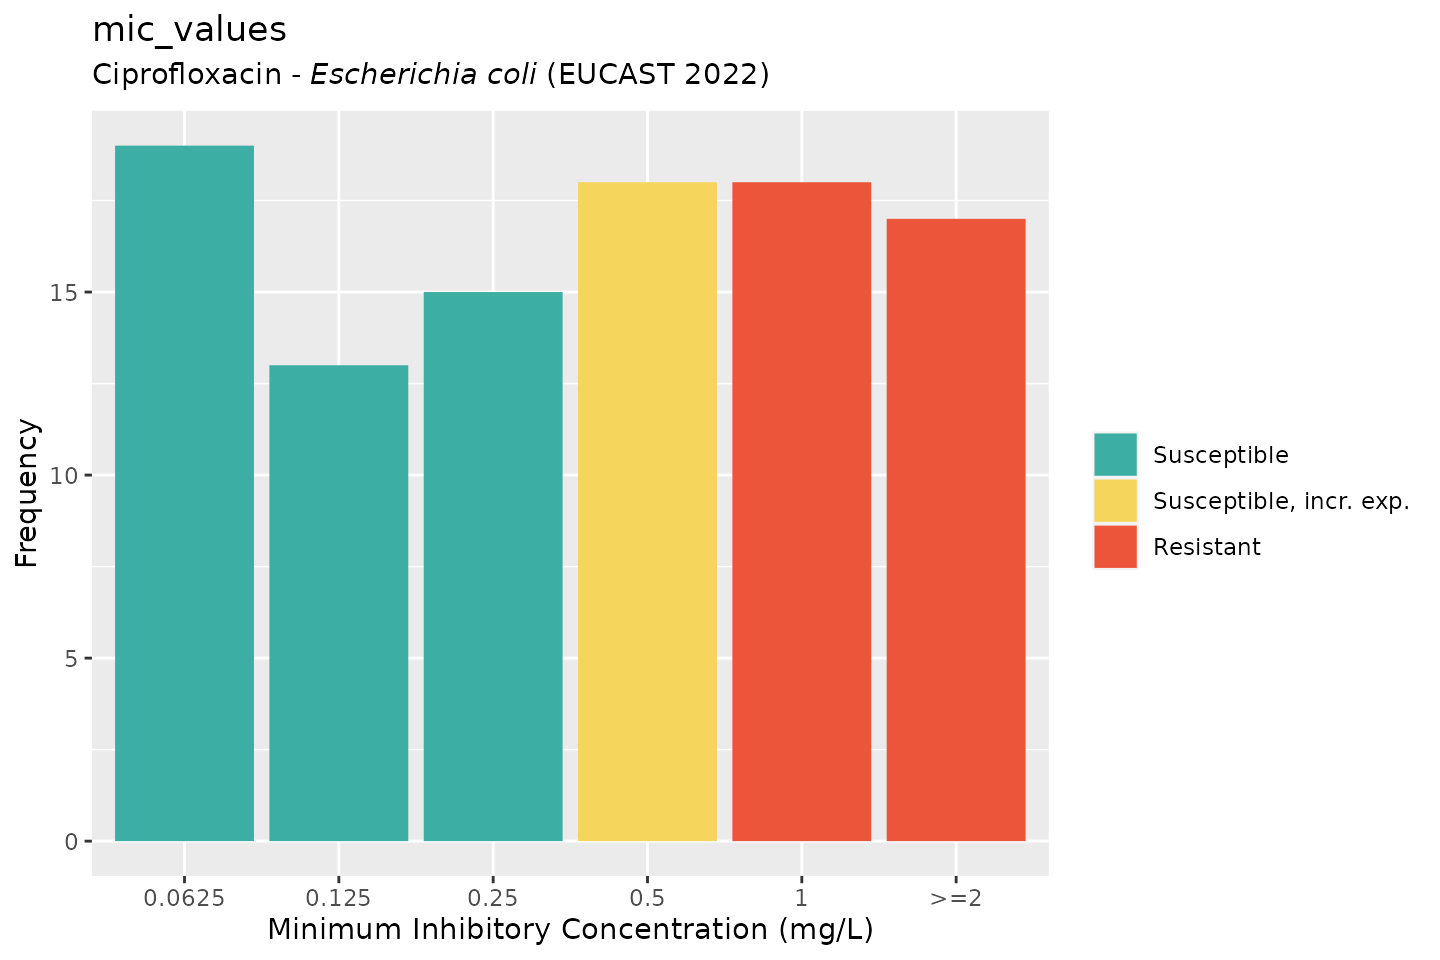 mic_values
Ciprofloxacin - Escherichia coli (EUCAST 2022)
Frequency
15
10
5
0
0.0625 0.125 0.25 0.5 1 >=2
Minimum Inhibitory Concentration (mg/L)
Susceptible
Susceptible, incr. exp.
Resistant